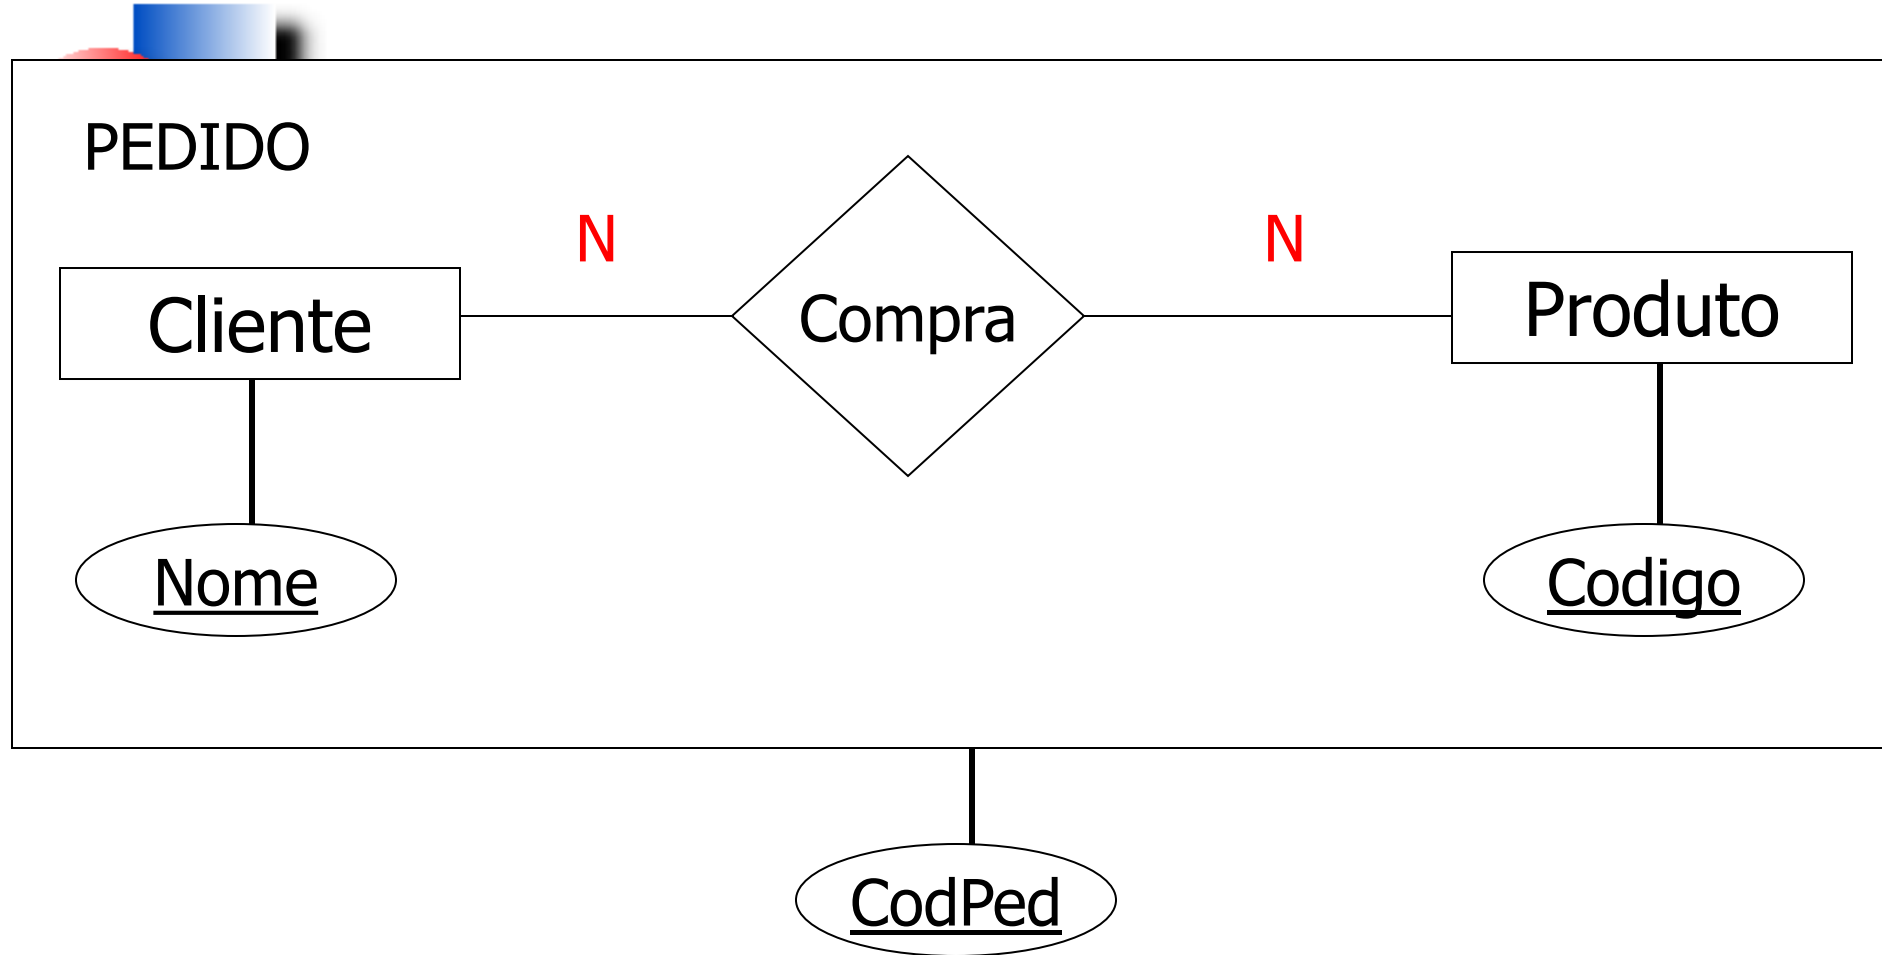 PEDIDO
N
N
Cliente
Compra
Produto
Nome
Codigo
CodPed